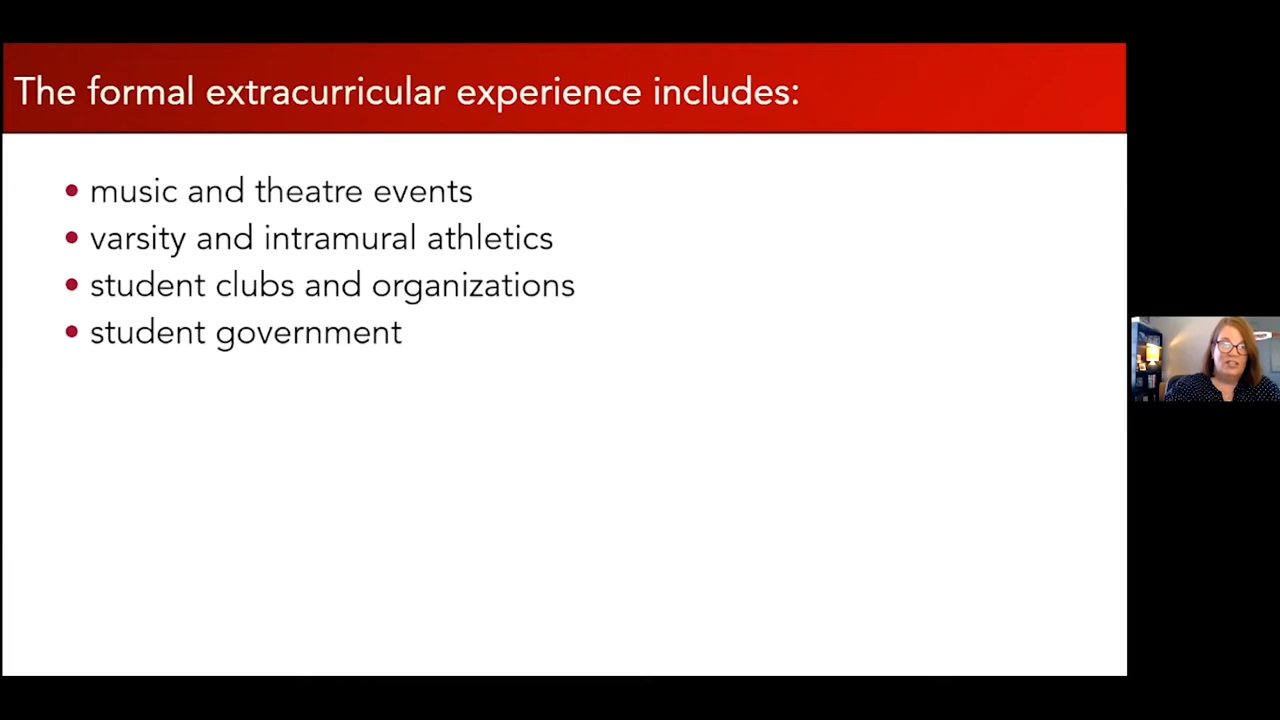 The formal extracurricular experience includes:
• music and theatre events
• varsity and intramural athletics
• student clubs and organizations
• student government